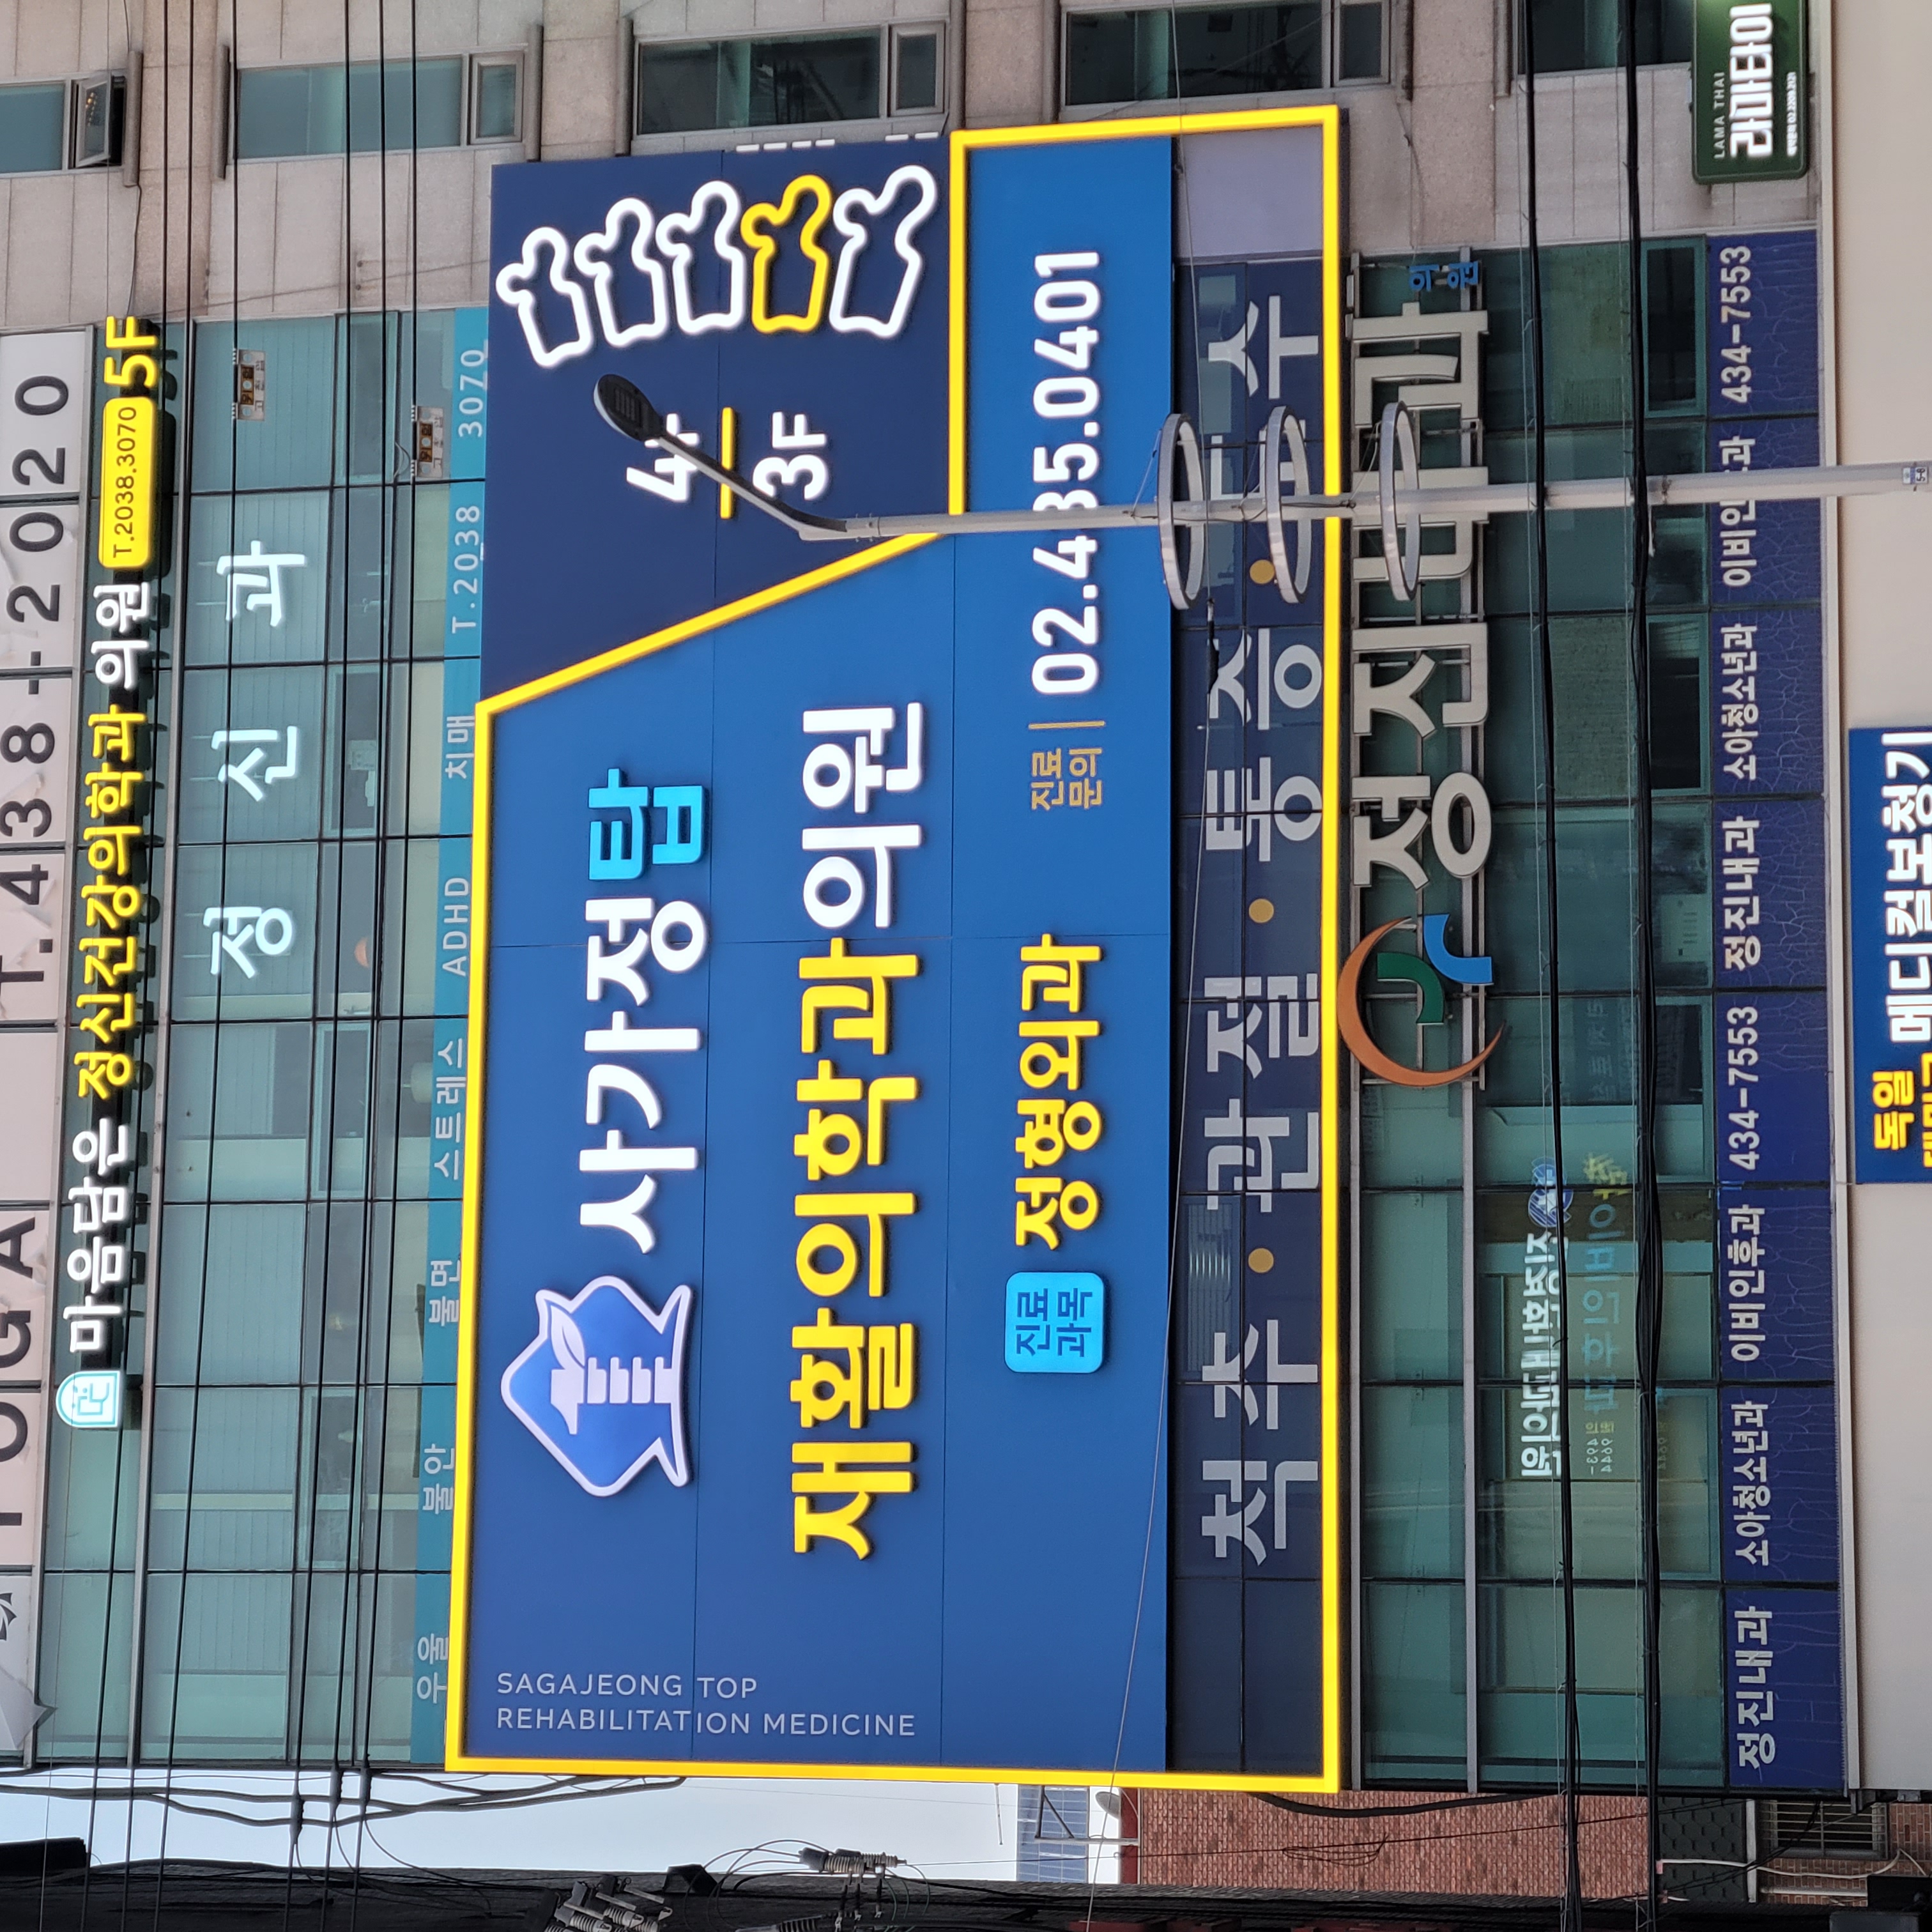 T.438-2020
마음담은 정신건강의학과 의원 T.2038.3070 5F
정신과
우울 불안 불면 스트레스 ADHD 치매 T.2038 3070
SAGAJEONG TOP
REHABILITATION MEDICINE
사가정탑
재활의학과의원
4F
3F
진료과목 정형외과
진료문의 02.435.0401
척추·관절·통증·도수
정진내과
의원
정진내과 소아청소년과 이비인후과 434-7553 정진내과 소아청소년과 이비인후과 434-7553
LAMA THAI
라마타이
독일
메디컬보청기